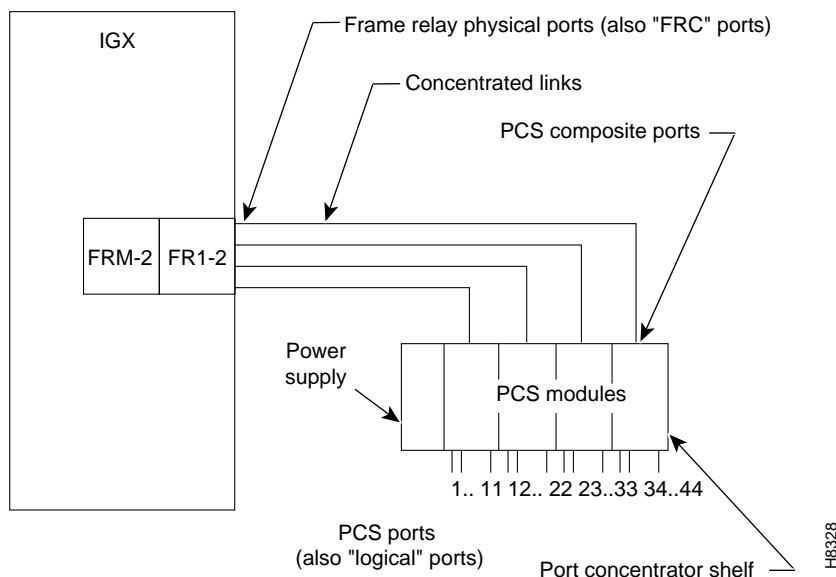 Frame relay physical ports (also "FRC" ports)
IGX
Concentrated links
PCS composite ports
FRM-2
FR1-2
Power
supply
PCS modules
1.. 11 12.. 22 23..33 34..44
PCS ports
(also "logical" ports)
Port concentrator shelf
H8328